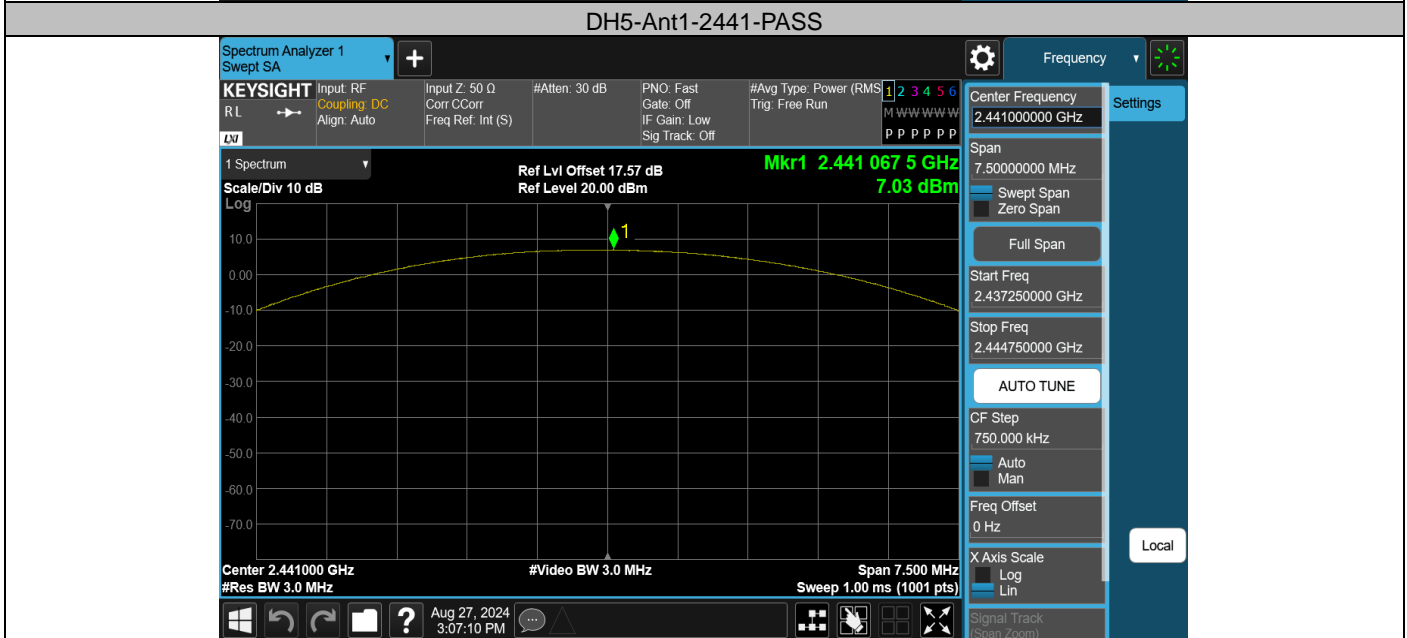 DH5-Ant1-2441-PASS
Spectrum Analyzer 1
Swept SA
Frequency
KEYSIGHT
RL
LXI
Input: RF
Coupling: DC
Align: Auto
Input Z: 50 Ω
Corr CCorr
Freq Ref: Int (S)
#Atten: 30 dB
PNO: Fast
Gate: Off
IF Gain: Low
Sig Track: Off
#Avg Type: Power (RMS
Trig: Free Run
1 2 3 4 5 6
M W W W W W
P P P P P P
1 Spectrum
Scale/Div 10 dB
Log
Ref Lvl Offset 17.57 dB
Ref Level 20.00 dBm
Mkr1 2.441 067 5 GHz
7.03 dBm
1
10.0
0.00
-10.0
-20.0
-30.0
-40.0
-50.0
-60.0
-70.0
Center 2.441000 GHz
#Res BW 3.0 MHz
#Video BW 3.0 MHz
Span 7.500 MHz
Sweep 1.00 ms (1001 pts)
Center Frequency
2.441000000 GHz
Settings
Span
7.50000000 MHz
Swept Span
Zero Span
Full Span
Start Freq
2.437250000 GHz
Stop Freq
2.444750000 GHz
AUTO TUNE
CF Step
750.000 kHz
Auto
Man
Freq Offset
0 Hz
X Axis Scale
Log
Lin
Local
Signal Track
(Span Zoom)
?
Aug 27, 2024
3:07:10 PM